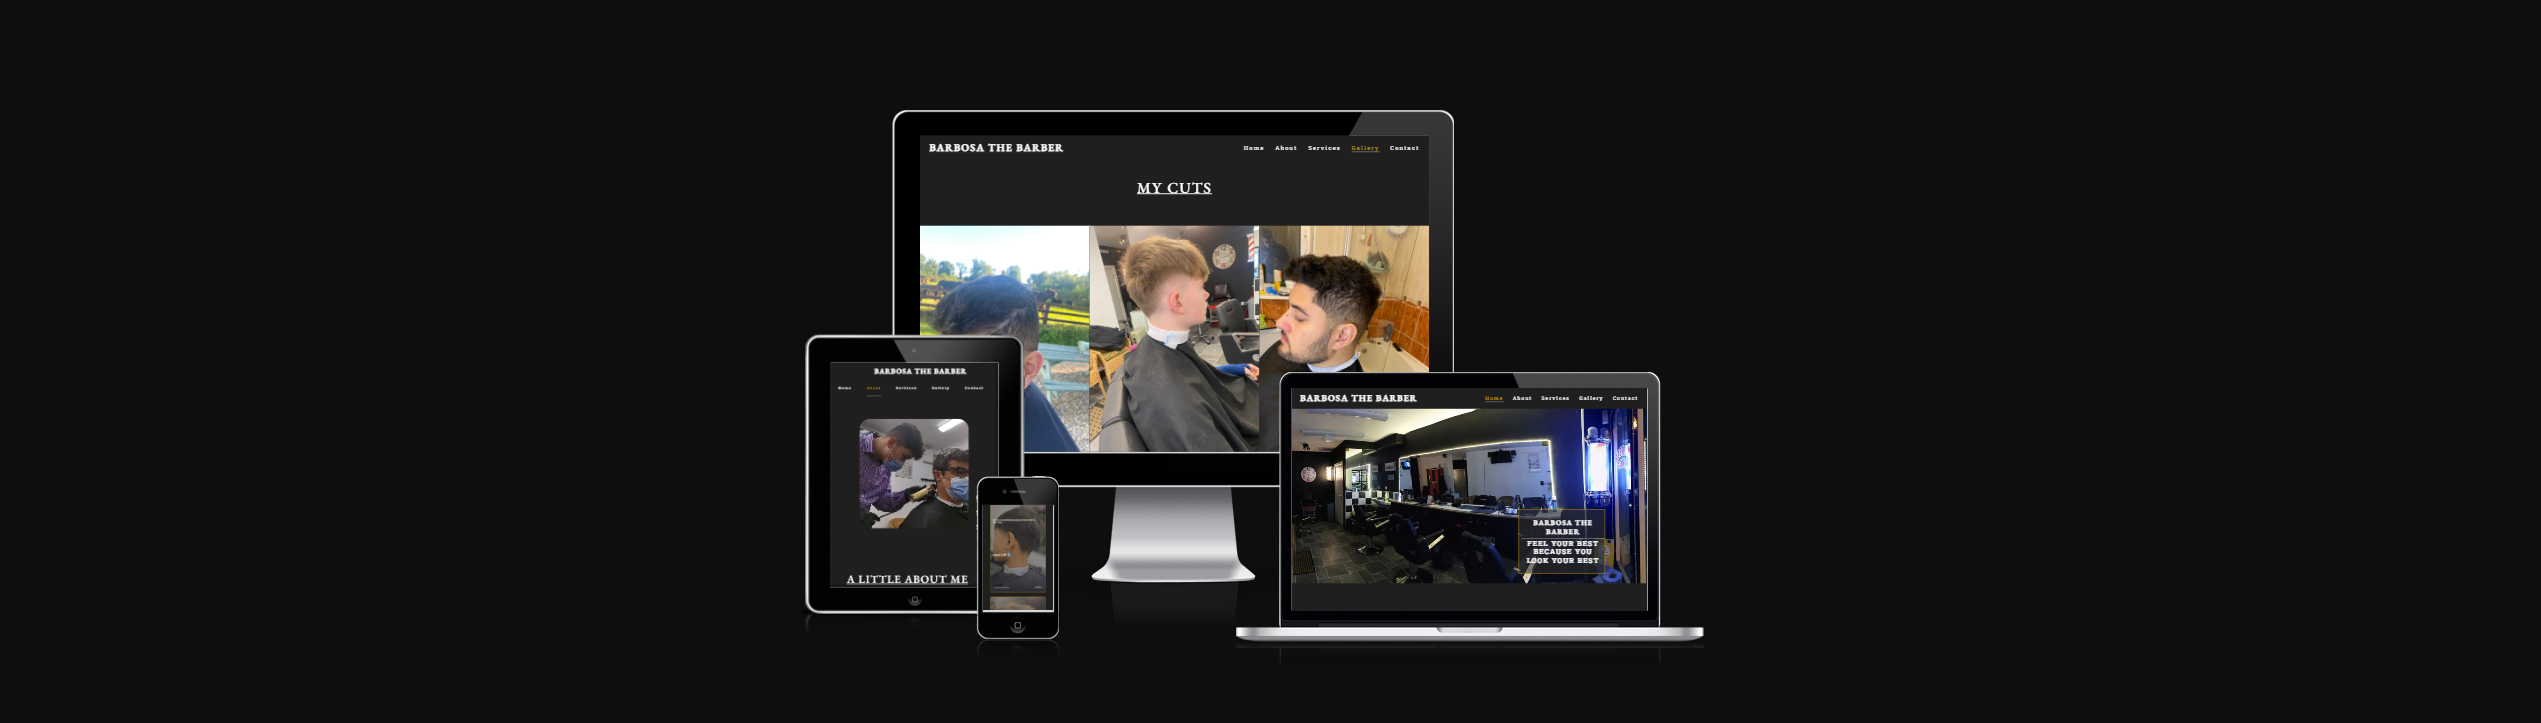 BARBOSA THE BARBER
Home About Services Gallery Contact
MY CUTS
BARBOSA THE BARBER
Home About Services Gallery Contact
A LITTLE ABOUT ME
BARBOSA THE BARBER
Home About Services Gallery Contact
BARBOSA THE
BARBER
FEEL YOUR BEST
BECAUSE YOU
LOOK YOUR BEST